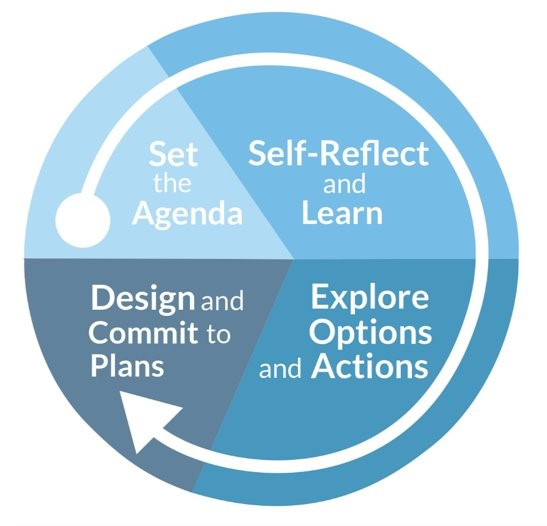 Set
the
Agenda
Self-Reflect
and
Learn
Explore
Options
and Actions
Design and
Commit to
Plans